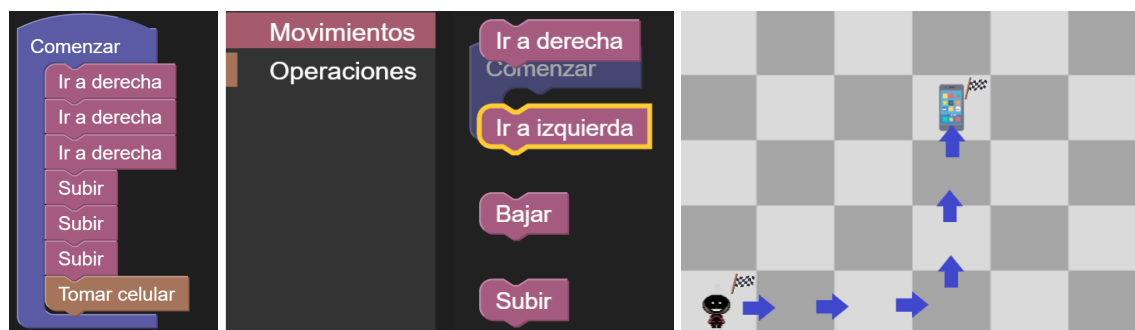 Comenzar
Ir a derecha
Ir a derecha
Ir a derecha
Subir
Subir
Subir
Tomar celular
Movimientos
Operaciones
Ir a derecha
Comenzar
Ir a izquierda
Bajar
Subir